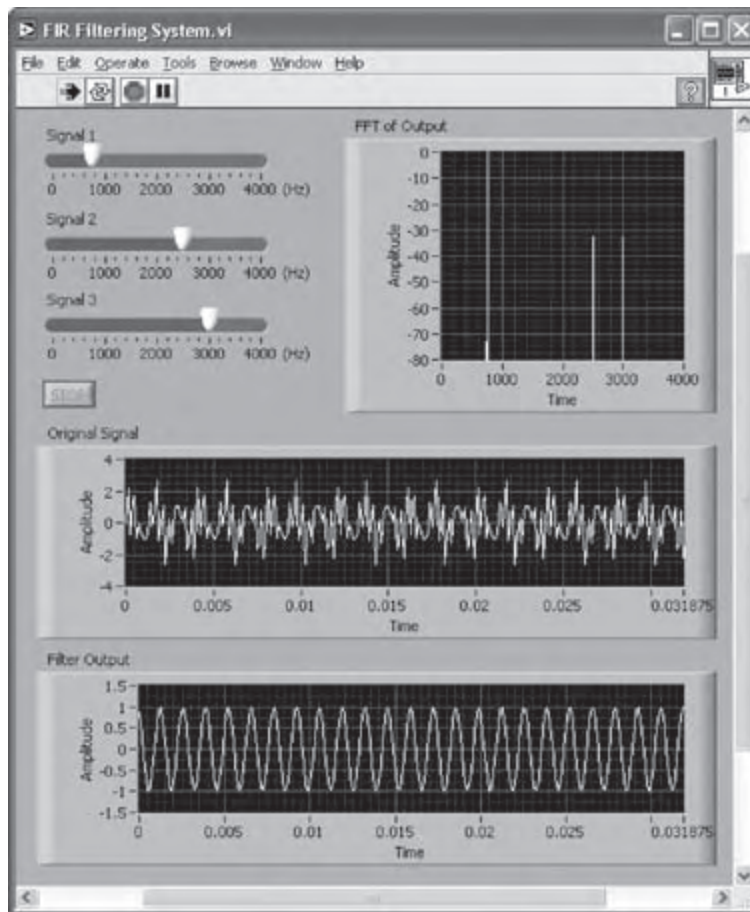 FIR Filtering System.vi
File Edit Operate Tools Browse Window Help
Signal 1
0 1000 2000 3000 4000 (Hz)
Signal 2
0 1000 2000 3000 4000 (Hz)
Signal 3
0 1000 2000 3000 4000 (Hz)
STOP
FFT of Output
Amplitude
0
-10
-20
-30
-40
-50
-60
-70
-80
0 1000 2000 3000 4000
Time
Original Signal
Amplitude
4
2
0
-2
-4
0 0.005 0.01 0.015 0.02 0.025 0.031875
Time
Filter Output
Amplitude
1.5
1
0.5
0
-0.5
-1
-1.5
0 0.005 0.01 0.015 0.02 0.025 0.031875
Time